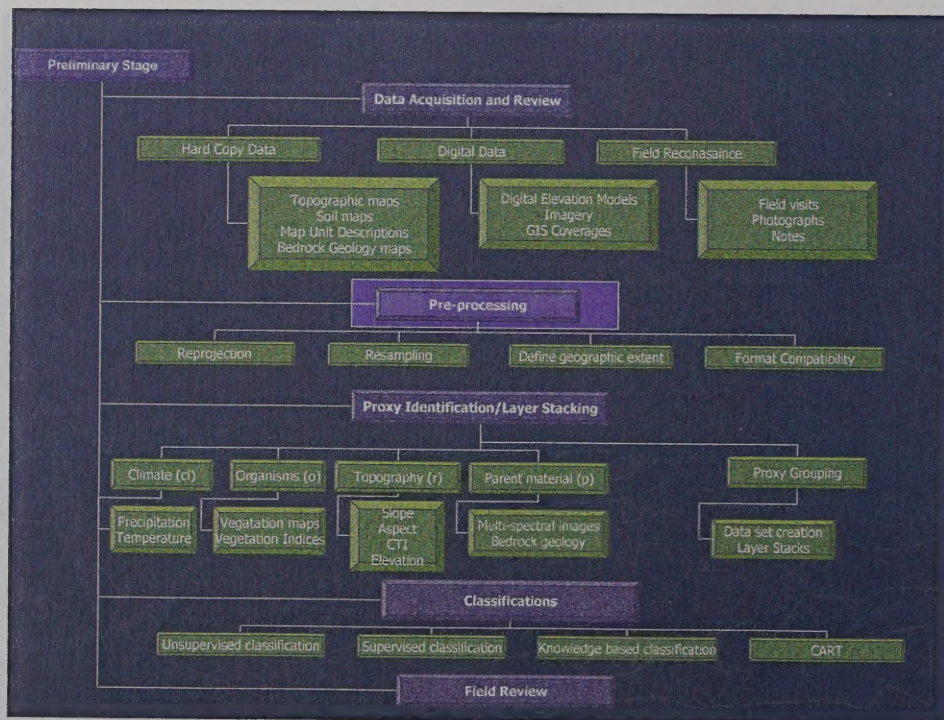 Preliminary Stage
Data Acquisition and Review
Hard Copy Data
Digital Data
Field Reconasaince
Topographic maps
Soil maps
Map Unit Descriptions
Bedrock Geology maps
Digital Elevation Models
Imagery
GIS Coverages
Field visits
Photographs
Notes
Pre-processing
Reprojection
Resampling
Define geographic extent
Format Compatibility
Proxy Identification/Layer Stacking
Climate (cl)
Organisms (o)
Topography (r)
Parent material (p)
Proxy Grouping
Precipitation
Temperature
Vegatation maps
Vegetation Indices
Slope
Aspect
CTI
Elevation
Multi-spectral images
Bedrock geology
Data set creation
Layer Stacks
Classifications
Unsupervised classification
Supervised classification
Knowledge based classification
CART
Field Review